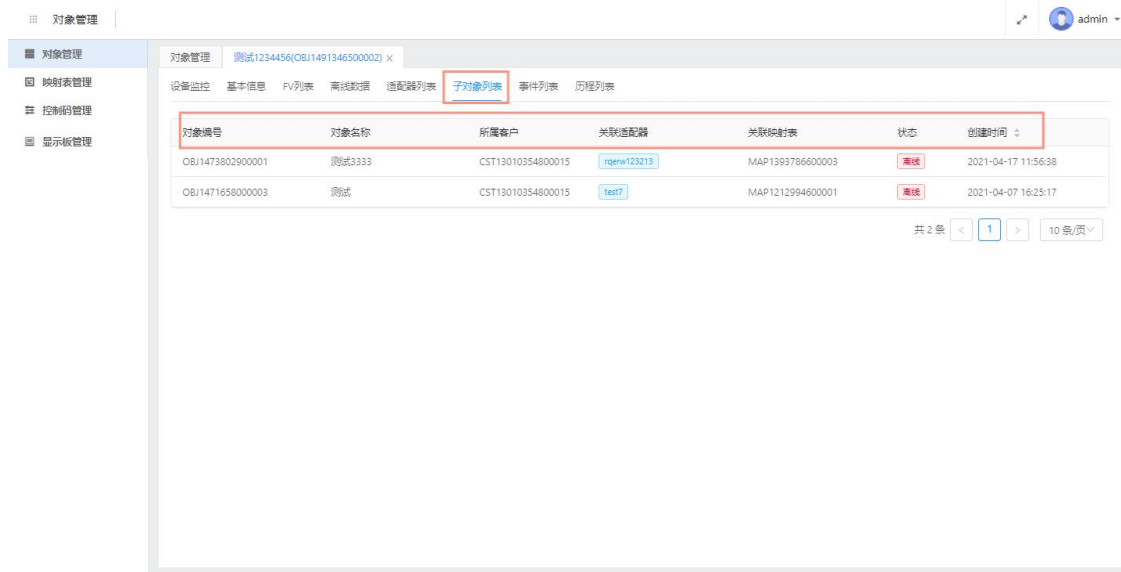 对象管理 admin
对象管理 对象管理 测试1234456(OBJ1491346500002) ×
映射表管理 设备监控 基本信息 FV列表 离线数据 适配器列表 子对象列表 事件列表 历程列表
控制码管理
显示板管理
对象编号 对象名称 所属客户 关联适配器 关联映射表 状态 创建时间
OBJ1473802900001 测试3333 CST13010354800015 rqerw123213 MAP1393786600003 离线 2021-04-17 11:56:38
OBJ1471658000003 测试 CST13010354800015 test7 MAP1212994600001 离线 2021-04-07 16:25:17
共 2 条 < 1 > 10 条/页